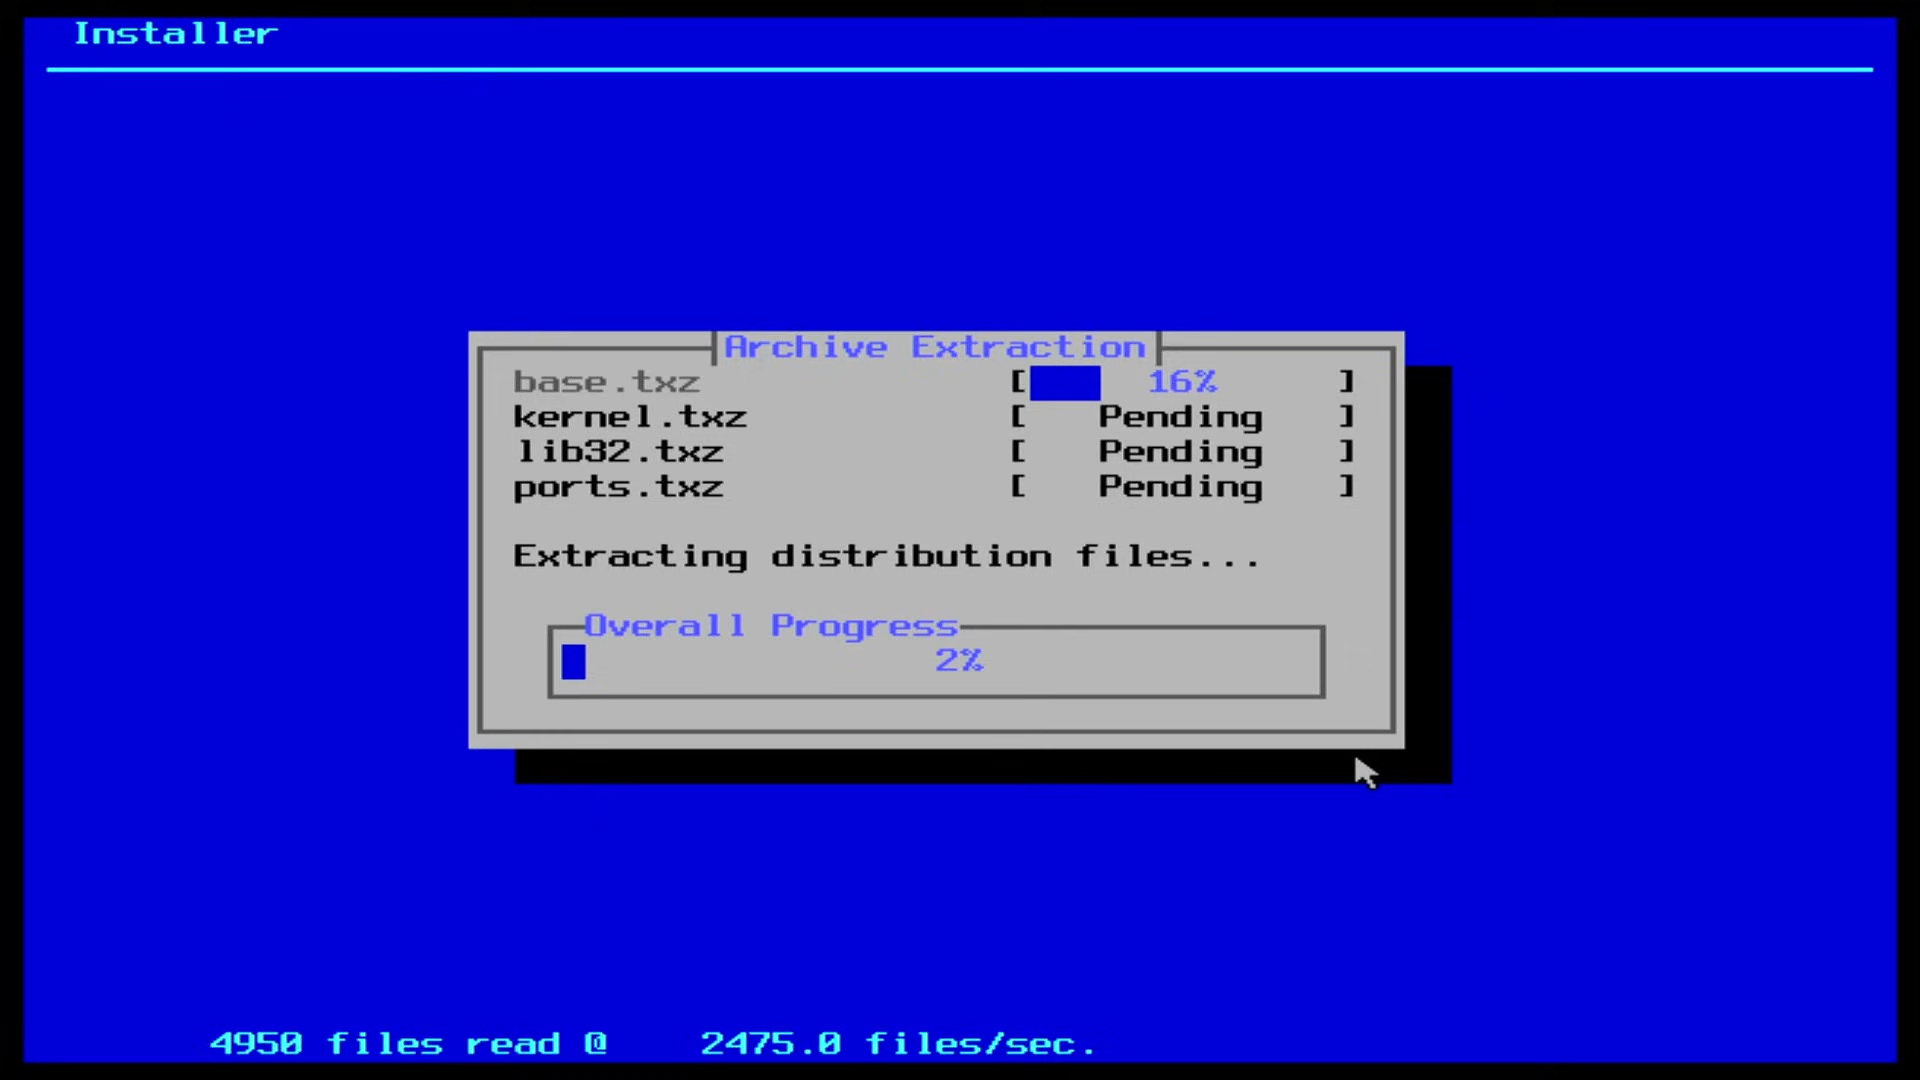 Installer
Archive Extraction
base.txz [ 16% ]
kernel.txz [ Pending ]
lib32.txz [ Pending ]
ports.txz [ Pending ]
Extracting distribution files...
Overall Progress
2%
4950 files read @ 2475.0 files/sec.